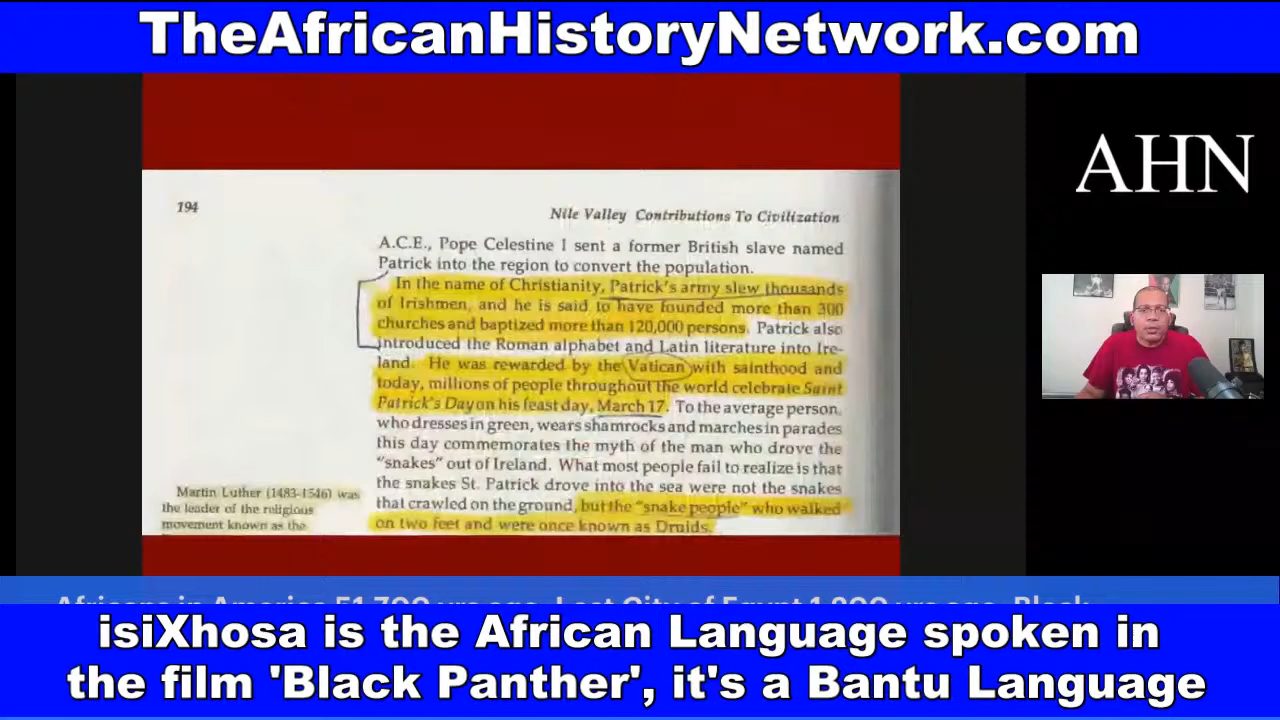 TheAfricanHistoryNetwork.com
AHN
194
Nile Valley Contributions To Civilization
A.C.E., Pope Celestine I sent a former British slave named
Patrick into the region to convert the population.
In the name of Christianity, Patrick's army slew thousands
of Irishmen, and he is said to have founded more than 300
churches and baptized more than 120,000 persons. Patrick also
introduced the Roman alphabet and Latin literature into Ire-
land. He was rewarded by the Vatican with sainthood and
today, millions of people throughout the world celebrate Saint
Patrick's Day on his feast day, March 17. To the average person,
who dresses in green, wears shamrocks and marches in parades
this day commemorates the myth of the man who drove the
"snakes" out of Ireland. What most people fail to realize is that
the snakes St. Patrick drove into the sea were not the snakes
that crawled on the ground, but the "snake people" who walked
on two feet and were once known as Druids.
Martin Luther (1483-1546) was
the leader of the religious
movement known as the
isiXhosa is the African Language spoken in
the film 'Black Panther', it's a Bantu Language